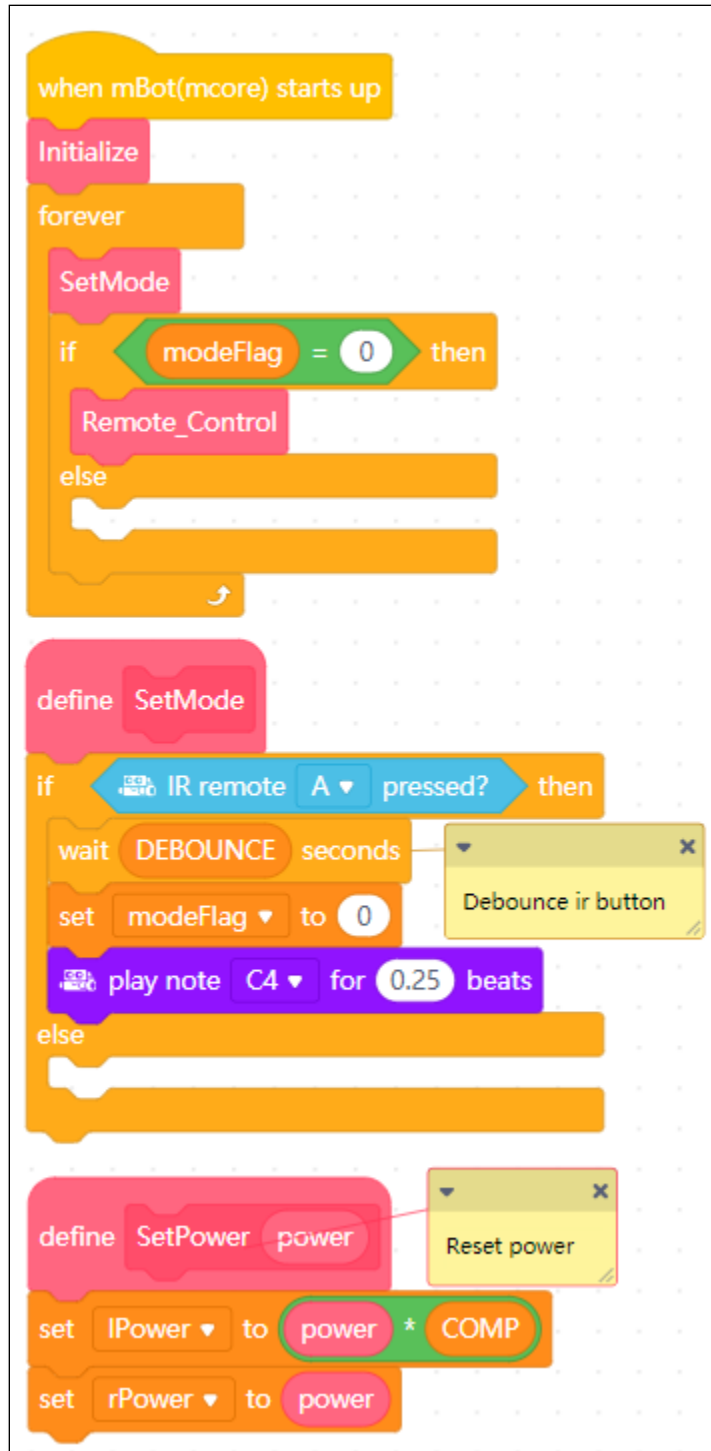 when mBot(mcore) starts up
Initialize
forever
SetMode
if modeFlag = 0 then
Remote_Control
else
define SetMode
if IR remote A pressed? then
wait DEBOUNCE seconds
Debounce ir button
set modeFlag to 0
play note C4 for 0.25 beats
else
define SetPower power
Reset power
set lPower to power * COMP
set rPower to power